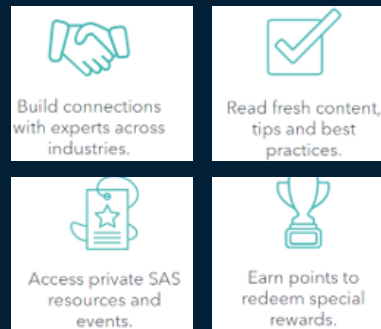 Build connections
with experts across
industries.
Read fresh content,
tips and best
practices.
Access private SAS
resources and
events.
Earn points to
redeem special
rewards.